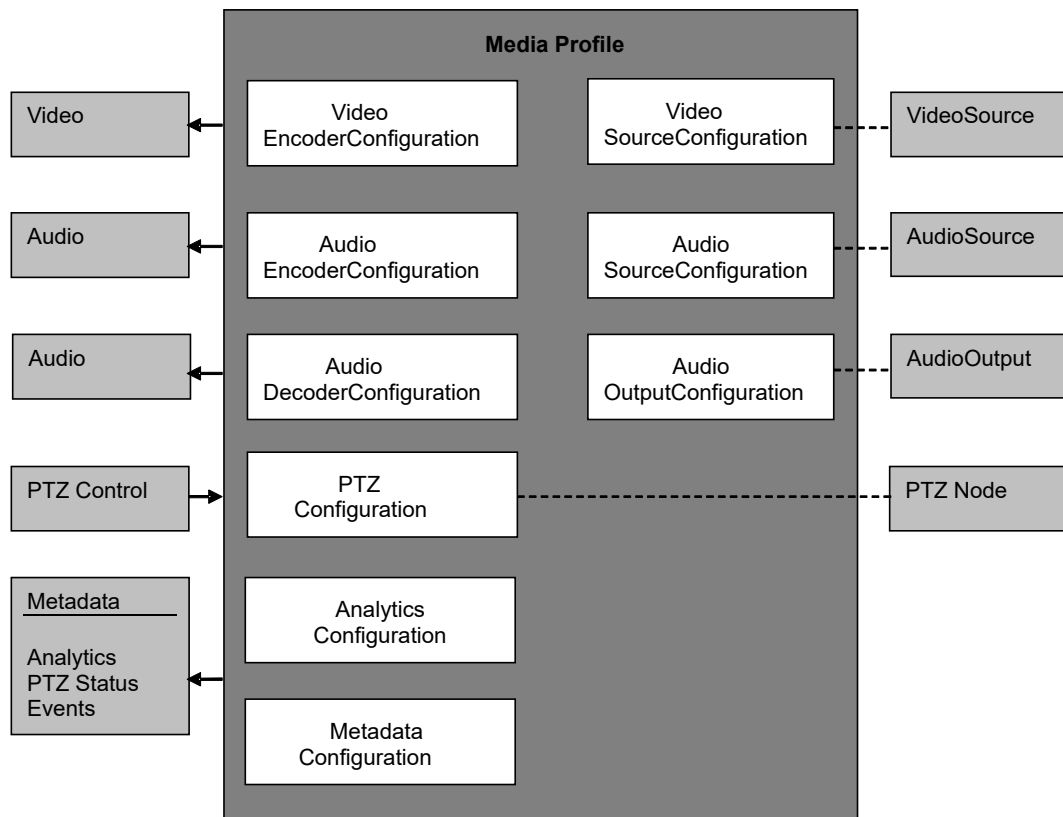 Media Profile
Video
Video
EncoderConfiguration
Video
SourceConfiguration
VideoSource
Audio
Audio
EncoderConfiguration
Audio
SourceConfiguration
AudioSource
Audio
Audio
DecoderConfiguration
Audio
OutputConfiguration
AudioOutput
PTZ Control
PTZ
Configuration
PTZ Node
Metadata
Analytics
PTZ Status
Events
Analytics
Configuration
Metadata
Configuration